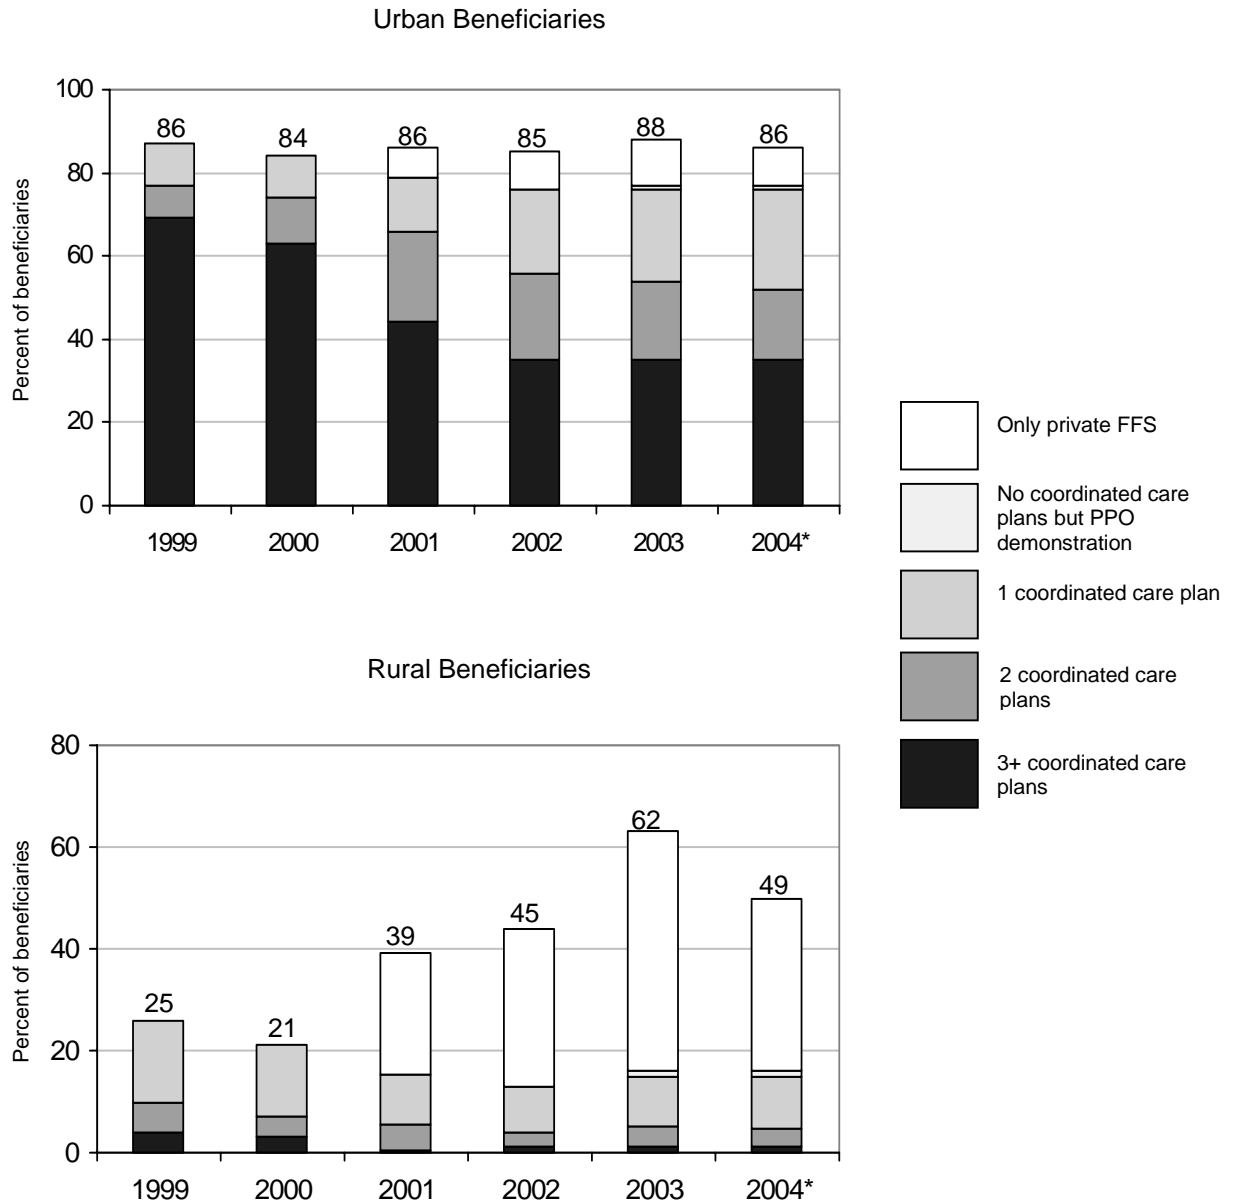 Urban Beneficiaries
Percent of beneficiaries
100
80
60
40
20
0
86
84
86
85
88
86
1999
2000
2001
2002
2003
2004*
Only private FFS
No coordinated care
plans but PPO
demonstration
1 coordinated care plan
2 coordinated care
plans
3+ coordinated care
plans
Rural Beneficiaries
Percent of beneficiaries
80
60
40
20
0
25
21
39
45
62
49
1999
2000
2001
2002
2003
2004*